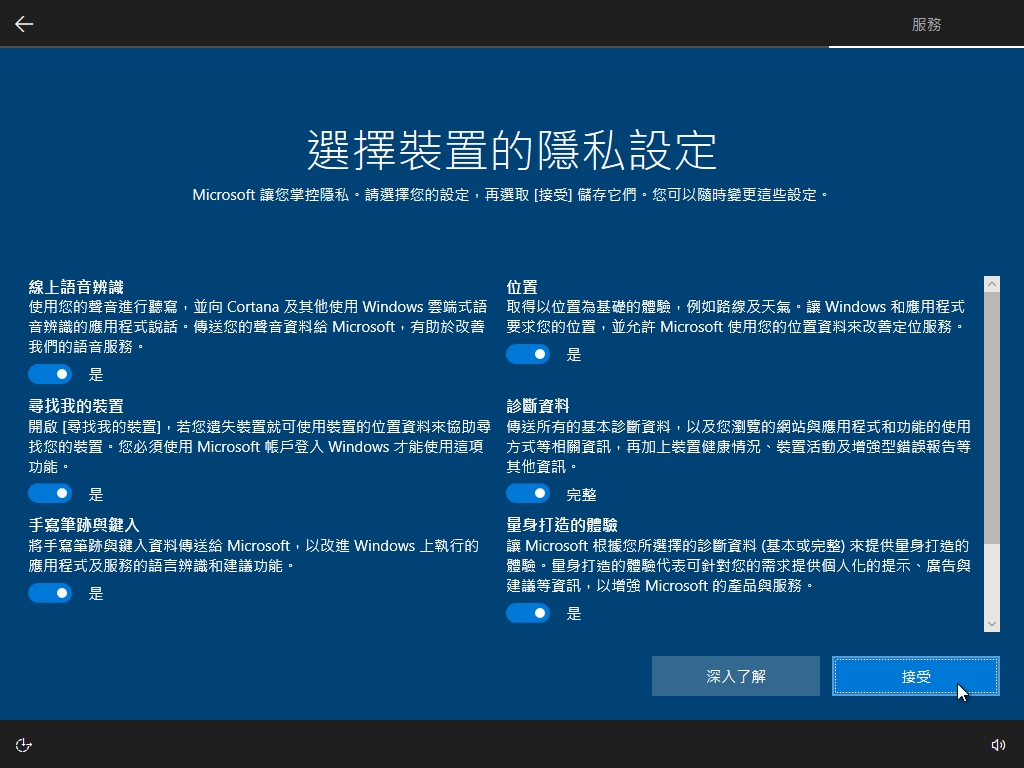 服務
選擇裝置的隱私設定
Microsoft 讓您掌控隱私。請選擇您的設定，再選取 [接受] 儲存它們。您可以隨時變更這些設定。
線上語音辨識
使用您的聲音進行聽寫，並向 Cortana 及其他使用 Windows 雲端式語
音辨識的應用程式說話。傳送您的聲音資料給 Microsoft，有助於改善
我們的語音服務。
是
位置
取得以位置為基礎的體驗，例如路線及天氣。讓 Windows 和應用程式
要求您的位置，並允許 Microsoft 使用您的位置資料來改善定位服務。
是
尋找我的裝置
開啟 [尋找我的裝置]，若您遺失裝置就可使用裝置的位置資料來協助尋
找您的裝置。您必須使用 Microsoft 帳戶登入 Windows 才能使用這項
功能。
是
診斷資料
傳送所有的基本診斷資料，以及您瀏覽的網站與應用程式和功能的使用
方式等相關資訊，再加上裝置健康情況、裝置活動及增強型錯誤報告等
其他資訊。
完整
手寫筆跡與鍵入
將手寫筆跡與鍵入資料傳送給 Microsoft，以改進 Windows 上執行的
應用程式及服務的語言辨識和建議功能。
是
量身打造的體驗
讓 Microsoft 根據您所選擇的診斷資料 (基本或完整) 來提供量身打造的
體驗。量身打造的體驗代表可針對您的需求提供個人化的提示、廣告與
建議等資訊，以增強 Microsoft 的產品與服務。
是
深入了解
接受